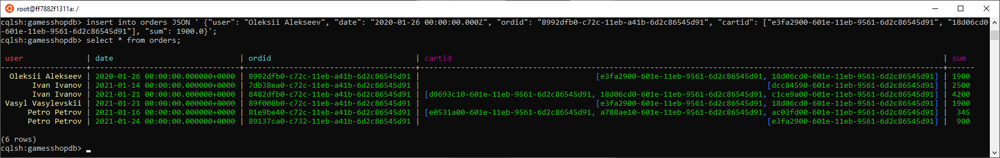 root@ff7882f1311a: /
cqlsh:gamesshopdb> insert into orders JSON ' {"user": "Oleksii Alekseev", "date": "2020-01-26 00:00:00.000Z", "ordid": "8992dfb0-c72c-11eb-a41b-6d2c86545d91", "cartid": ["e3fa2900-601e-11eb-9561-6d2c86545d91", "18d06cd0
-601e-11eb-9561-6d2c86545d91"], "sum": 1900.0}';
cqlsh:gamesshopdb> select * from orders;
user | date | ordid | cartid | sum
-------------------+---------------------------------+--------------------------------------+--------------------------------------------------------------------------------------------------------------------+------
Oleksii Alekseev | 2020-01-26 00:00:00.000000+0000 | 8992dfb0-c72c-11eb-a41b-6d2c86545d91 | [e3fa2900-601e-11eb-9561-6d2c86545d91, 18d06cd0-601e-11eb-9561-6d2c86545d91] | 1900
Ivan Ivanov | 2021-01-14 00:00:00.000000+0000 | 7db38ea0-c72c-11eb-a41b-6d2c86545d91 | [dcc84590-601e-11eb-9561-6d2c86545d91] | 2500
Ivan Ivanov | 2021-01-21 00:00:00.000000+0000 | 8482dfb0-c72c-11eb-a41b-6d2c86545d91 | [d9693c10-601e-11eb-9561-6d2c86545d91, 18d06cd0-601e-11eb-9561-6d2c86545d91, c1ce9a00-601e-11eb-9561-6d2c86545d91] | 4200
Vasyl Vasylevskii | 2021-01-21 00:00:00.000000+0000 | 89f008b0-c72c-11eb-a41b-6d2c86545d91 | [e3fa2900-601e-11eb-9561-6d2c86545d91, 18d06cd0-601e-11eb-9561-6d2c86545d91] | 1900
Petro Petrov | 2021-01-16 00:00:00.000000+0000 | 81e9be40-c72c-11eb-a41b-6d2c86545d91 | [e0531a00-601e-11eb-9561-6d2c86545d91, a788ae10-601e-11eb-9561-6d2c86545d91, ac03fd00-601e-11eb-9561-6d2c86545d91] | 345
Petro Petrov | 2021-01-24 00:00:00.000000+0000 | 89137ca0-c732-11eb-a41b-6d2c86545d91 | [e3fa2900-601e-11eb-9561-6d2c86545d91] | 900
(6 rows)
cqlsh:gamesshopdb>